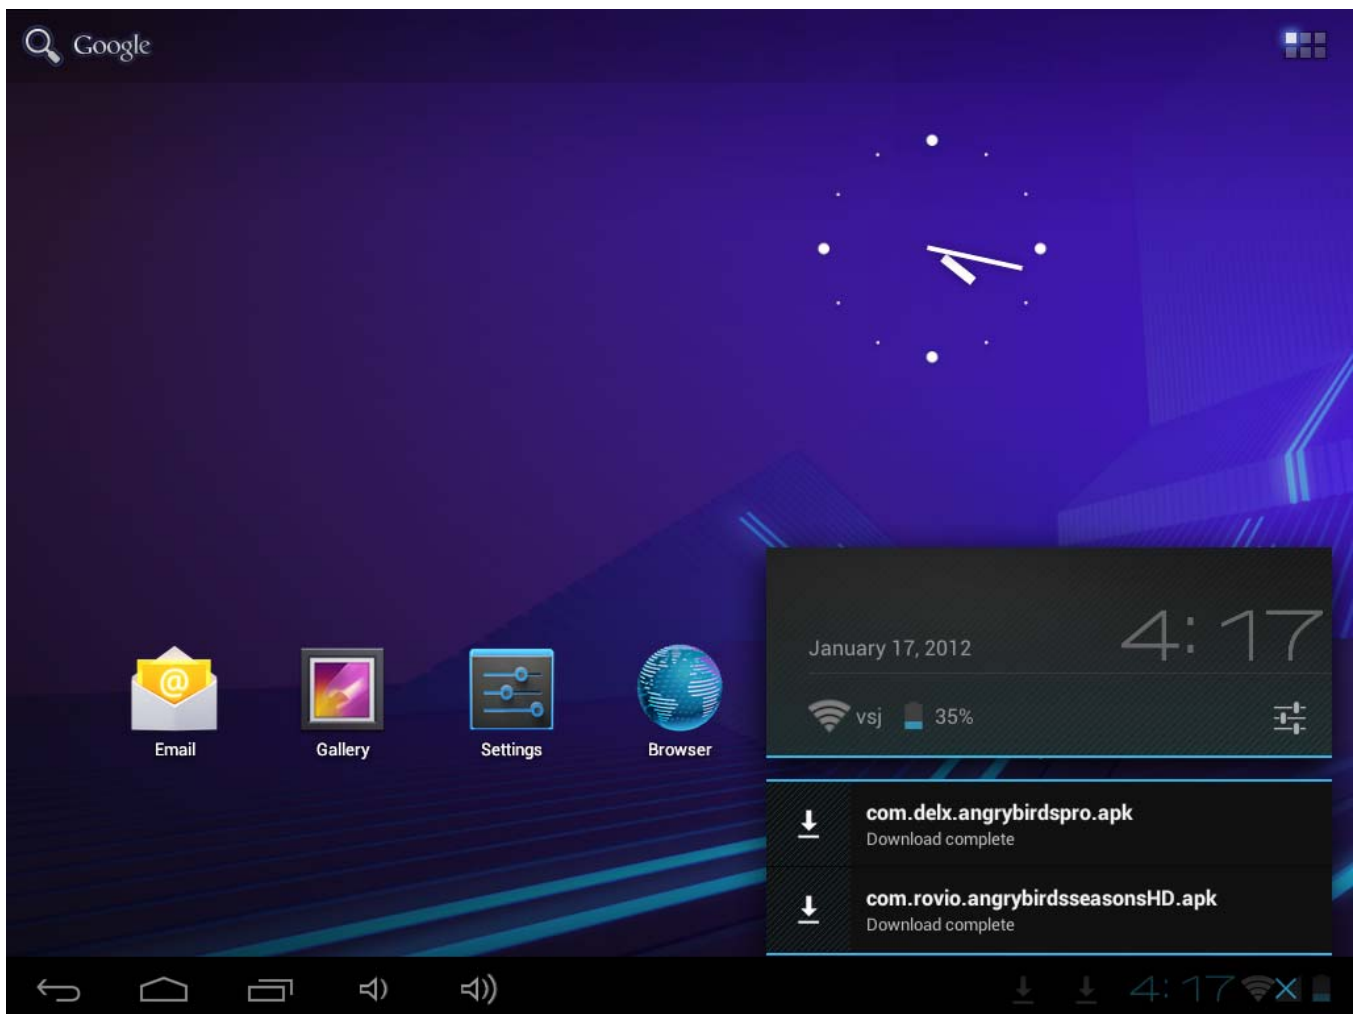 Google
4:17
January 17, 2012
vsj 35%
Email
Gallery
Settings
Browser
com.delx.angrybirdspro.apk
Download complete
com.rovio.angrybirdsseasonsHD.apk
Download complete
4:17